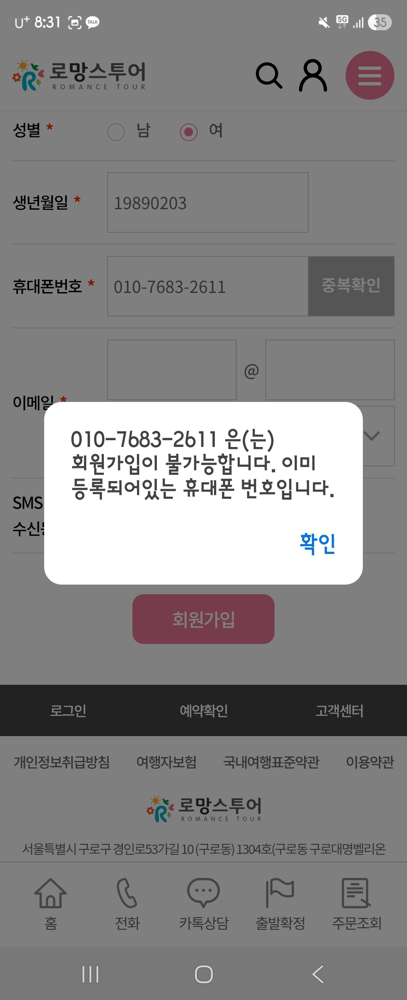 U+ 8:31 TALK 5G 35
로망스투어
ROMANCE TOUR
성별 * 남 여
생년월일 * 19890203
휴대폰번호 * 010-7683-2611 중복확인
@
이메일 *
010-7683-2611 은(는)
회원가입이 불가능합니다. 이미
등록되어있는 휴대폰 번호입니다.
확인
SMS
수신
회원가입
로그인 예약확인 고객센터
개인정보취급방침 여행자보험 국내여행표준약관 이용약관
로망스투어
ROMANCE TOUR
서울특별시 구로구 경인로53가길 10 (구로동) 1304호(구로동 구로대명벨리온
홈 전화 카톡상담 출발확정 주문조회